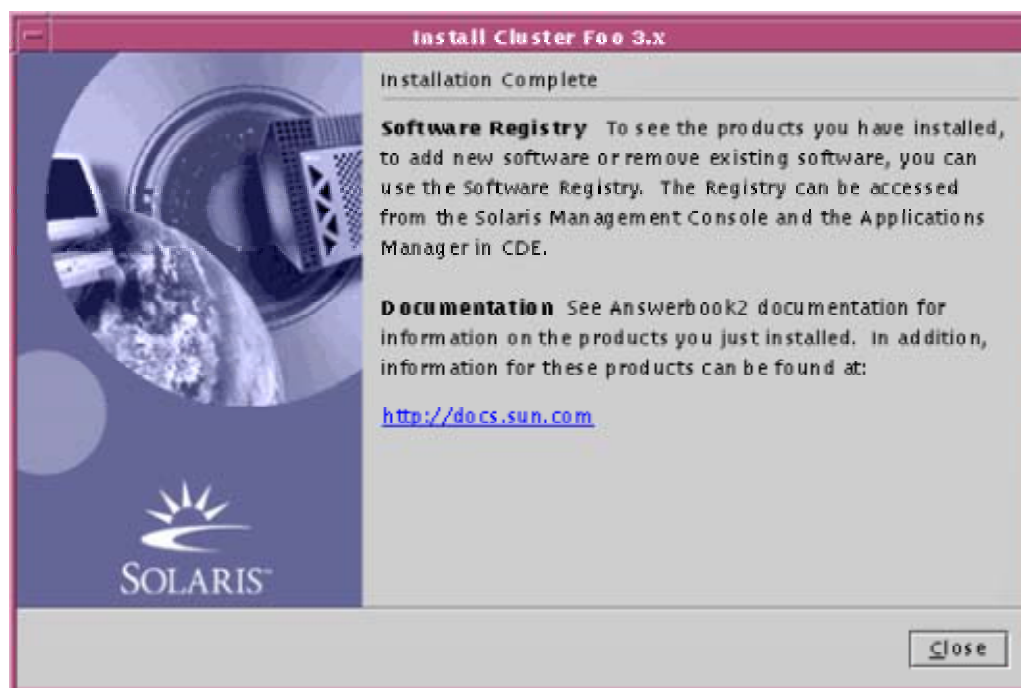 Install Cluster Foo 3.x
Installation Complete
Software Registry To see the products you have installed,
to add new software or remove existing software, you can
use the Software Registry. The Registry can be accessed
from the Solaris Management Console and the Applications
Manager in CDE.
Documentation See Answerbook2 documentation for
information on the products you just installed. In addition,
information for these products can be found at:
http://docs.sun.com
SOLARIS™
Close